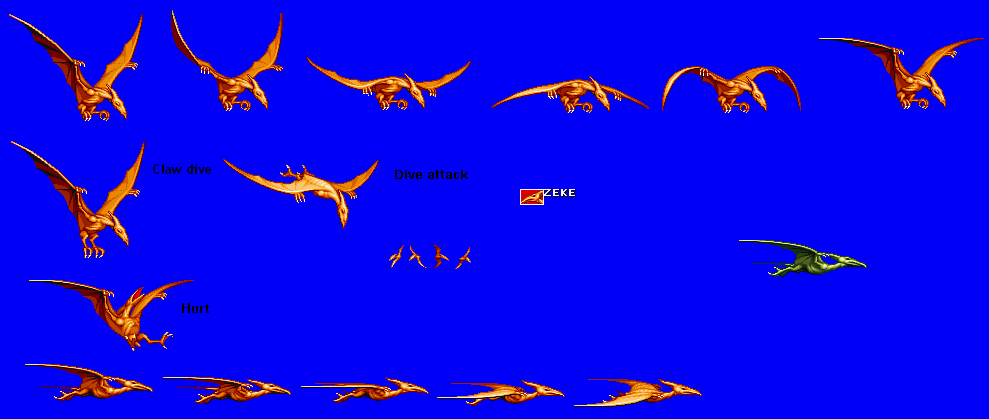 Claw dive
Dive attack
ZEKE
Hurt